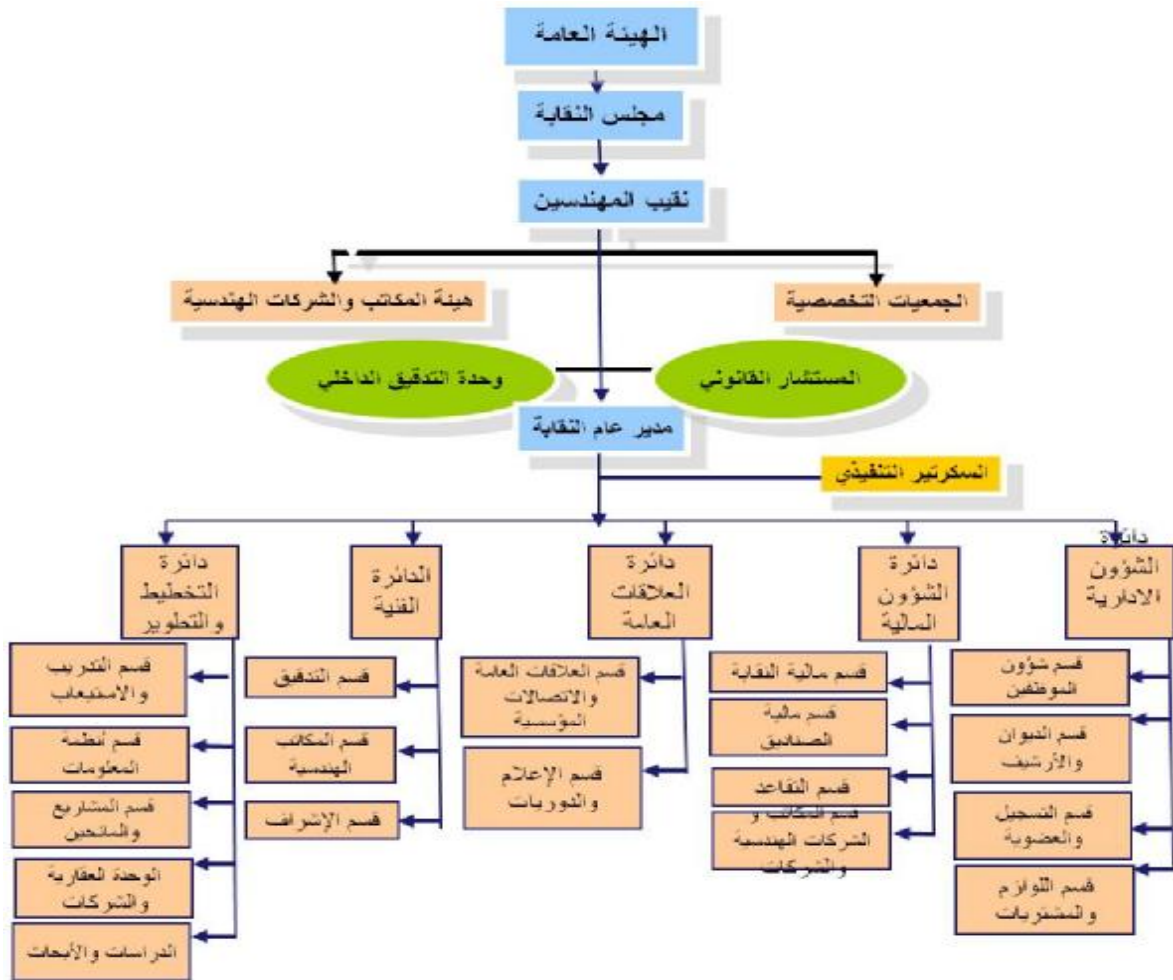 الهيئة العامة
مجلس النقابة
نقيب المهندسين
الجمعيات التخصصية
هيئة المكاتب والشركات الهندسية
المستشار القانوني
وحدة التدقيق الداخلي
مدير عام النقابة
السكرتير التنفيذي
دائرة
الشؤون
الادارية
قسم شؤون
الموظفين
قسم الديوان
والأرشيف
قسم التسجيل
والعضوية
قسم اللوازم
والمشتريات
دائرة
الشؤون
المالية
قسم مالية النقابة
قسم مالية
الصناديق
قسم التقاعد
قسم المكاتب و
الشركات الهندسية
والشركات
دائرة
العلاقات
العامة
قسم العلاقات العامة
والاتصالات
المؤسسية
قسم الإعلام
والدوريات
الدائرة
الفنية
قسم التدقيق
قسم المكاتب
الهندسية
قسم الإشراف
دائرة
التخطيط
والتطوير
قسم التدريب
والاستيعاب
قسم أنظمة
المعلومات
قسم المشاريع
والمانحين
الوحدة العقارية
والشركات
الدراسات والأبحاث